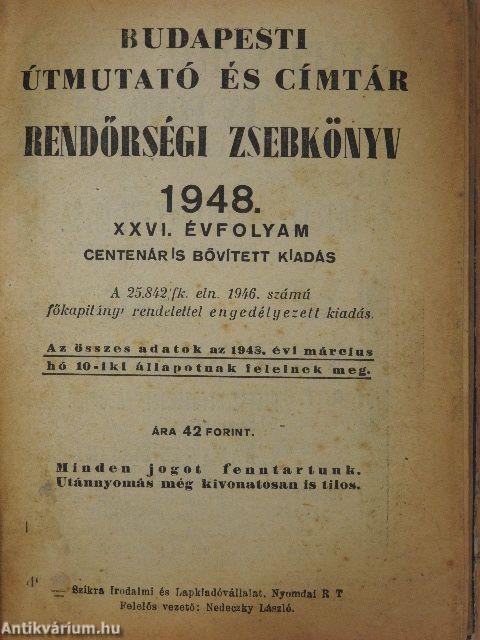 BUDAPESTI
ÚTMUTATÓ ÉS CÍMTÁR
RENDŐRSÉGI ZSEBKÖNYV
1948.
XXVI. ÉVFOLYAM
CENTENÁRIS BŐVÍTETT KIADÁS
A 25.842/fk. eln. 1946. számú
főkapitányi rendelettel engedélyezett kiadás.
Az összes adatok az 1948. évi március
hó 10-iki állapotnak felelnek meg.
ÁRA 42 FORINT.
Minden jogot fenntartunk.
Utánnyomás még kivonatosan is tilos.
Szikra Irodalmi és Lapkiadóvállalat, Nyomdai R T
Felelős vezető: Nedeczky László.
Antikvárium.hu